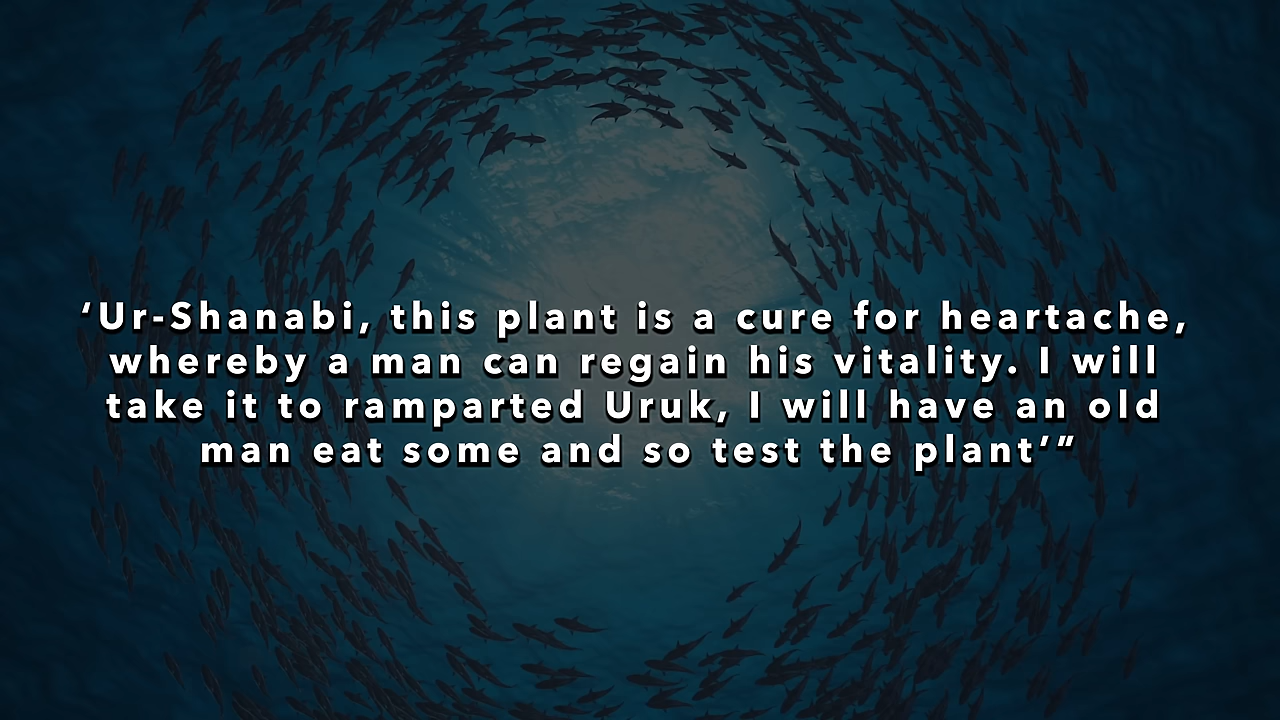 ‘Ur-Shanabi, this plant is a cure for heartache,
whereby a man can regain his vitality. I will
take it to ramparted Uruk, I will have an old
man eat some and so test the plant’”